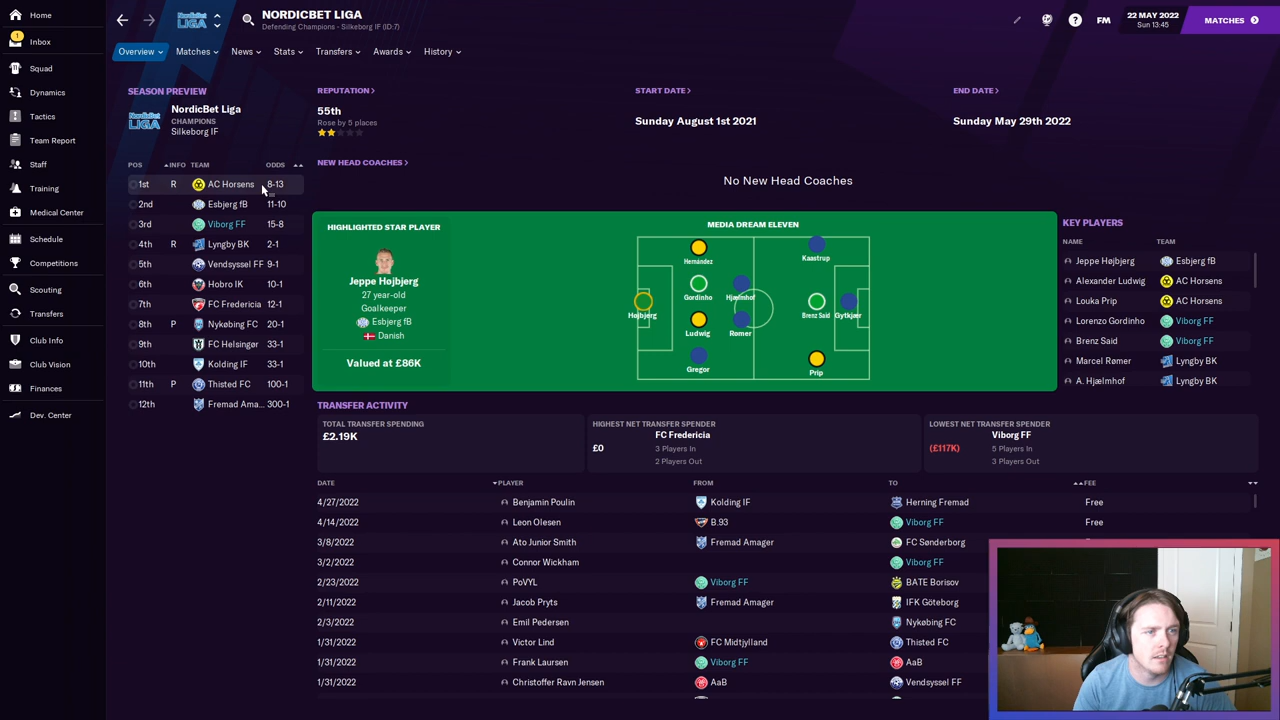 Home
Inbox
1
Squad
Dynamics
Tactics
Team Report
Staff
Training
Medical Center
Schedule
Competitions
Scouting
Transfers
Club Info
Club Vision
Finances
Dev. Center
NORDICBET LIGA
Defending Champions - Silkeborg IF (ID:7)
FM
22 MAY 2022
Sun 13:45
MATCHES
Overview
Matches
News
Stats
Transfers
Awards
History
SEASON PREVIEW
NordicBet Liga
CHAMPIONS
Silkeborg IF
POS INFO TEAM ODDS
1st R AC Horsens 8-13
2nd Esbjerg fB 11-10
3rd Viborg FF 15-8
4th R Lyngby BK 2-1
5th Vendsyssel FF 9-1
6th Hobro IK 10-1
7th FC Fredericia 12-1
8th P Nykøbing FC 20-1
9th FC Helsingør 33-1
10th Kolding IF 33-1
11th P Thisted FC 100-1
12th Fremad Ama... 300-1
REPUTATION
55th
Rose by 5 places
START DATE
Sunday August 1st 2021
END DATE
Sunday May 29th 2022
NEW HEAD COACHES
No New Head Coaches
HIGHLIGHTED STAR PLAYER
Jeppe Højbjerg
27 year-old
Goalkeeper
Esbjerg fB
Danish
Valued at £86K
MEDIA DREAM ELEVEN
Hernández
Kaastrup
Gordinho
Hjælmhof
Højbjerg
Brenz Said
Gytkjær
Ludwig
Rømer
Gregor
Prip
KEY PLAYERS
NAME TEAM
Jeppe Højbjerg Esbjerg fB
Alexander Ludwig AC Horsens
Louka Prip AC Horsens
Lorenzo Gordinho Viborg FF
Brenz Said Viborg FF
Marcel Rømer Lyngby BK
A. Hjælmhof Lyngby BK
TRANSFER ACTIVITY
TOTAL TRANSFER SPENDING
£2.19K
HIGHEST NET TRANSFER SPENDER
£0
FC Fredericia
3 Players In
2 Players Out
LOWEST NET TRANSFER SPENDER
(£117K)
Viborg FF
5 Players In
3 Players Out
DATE PLAYER FROM TO FEE
4/27/2022 Benjamin Poulin Kolding IF Herning Fremad Free
4/14/2022 Leon Olesen B.93 Viborg FF Free
3/8/2022 Ato Junior Smith Fremad Amager FC Sønderborg
3/2/2022 Connor Wickham Viborg FF
2/23/2022 PoVYL Viborg FF BATE Borisov
2/11/2022 Jacob Pryts Fremad Amager IFK Göteborg
2/3/2022 Emil Pedersen Nykøbing FC
1/31/2022 Victor Lind FC Midtjylland Thisted FC
1/31/2022 Frank Laursen Viborg FF AaB
1/31/2022 Christoffer Ravn Jensen AaB Vendsyssel FF